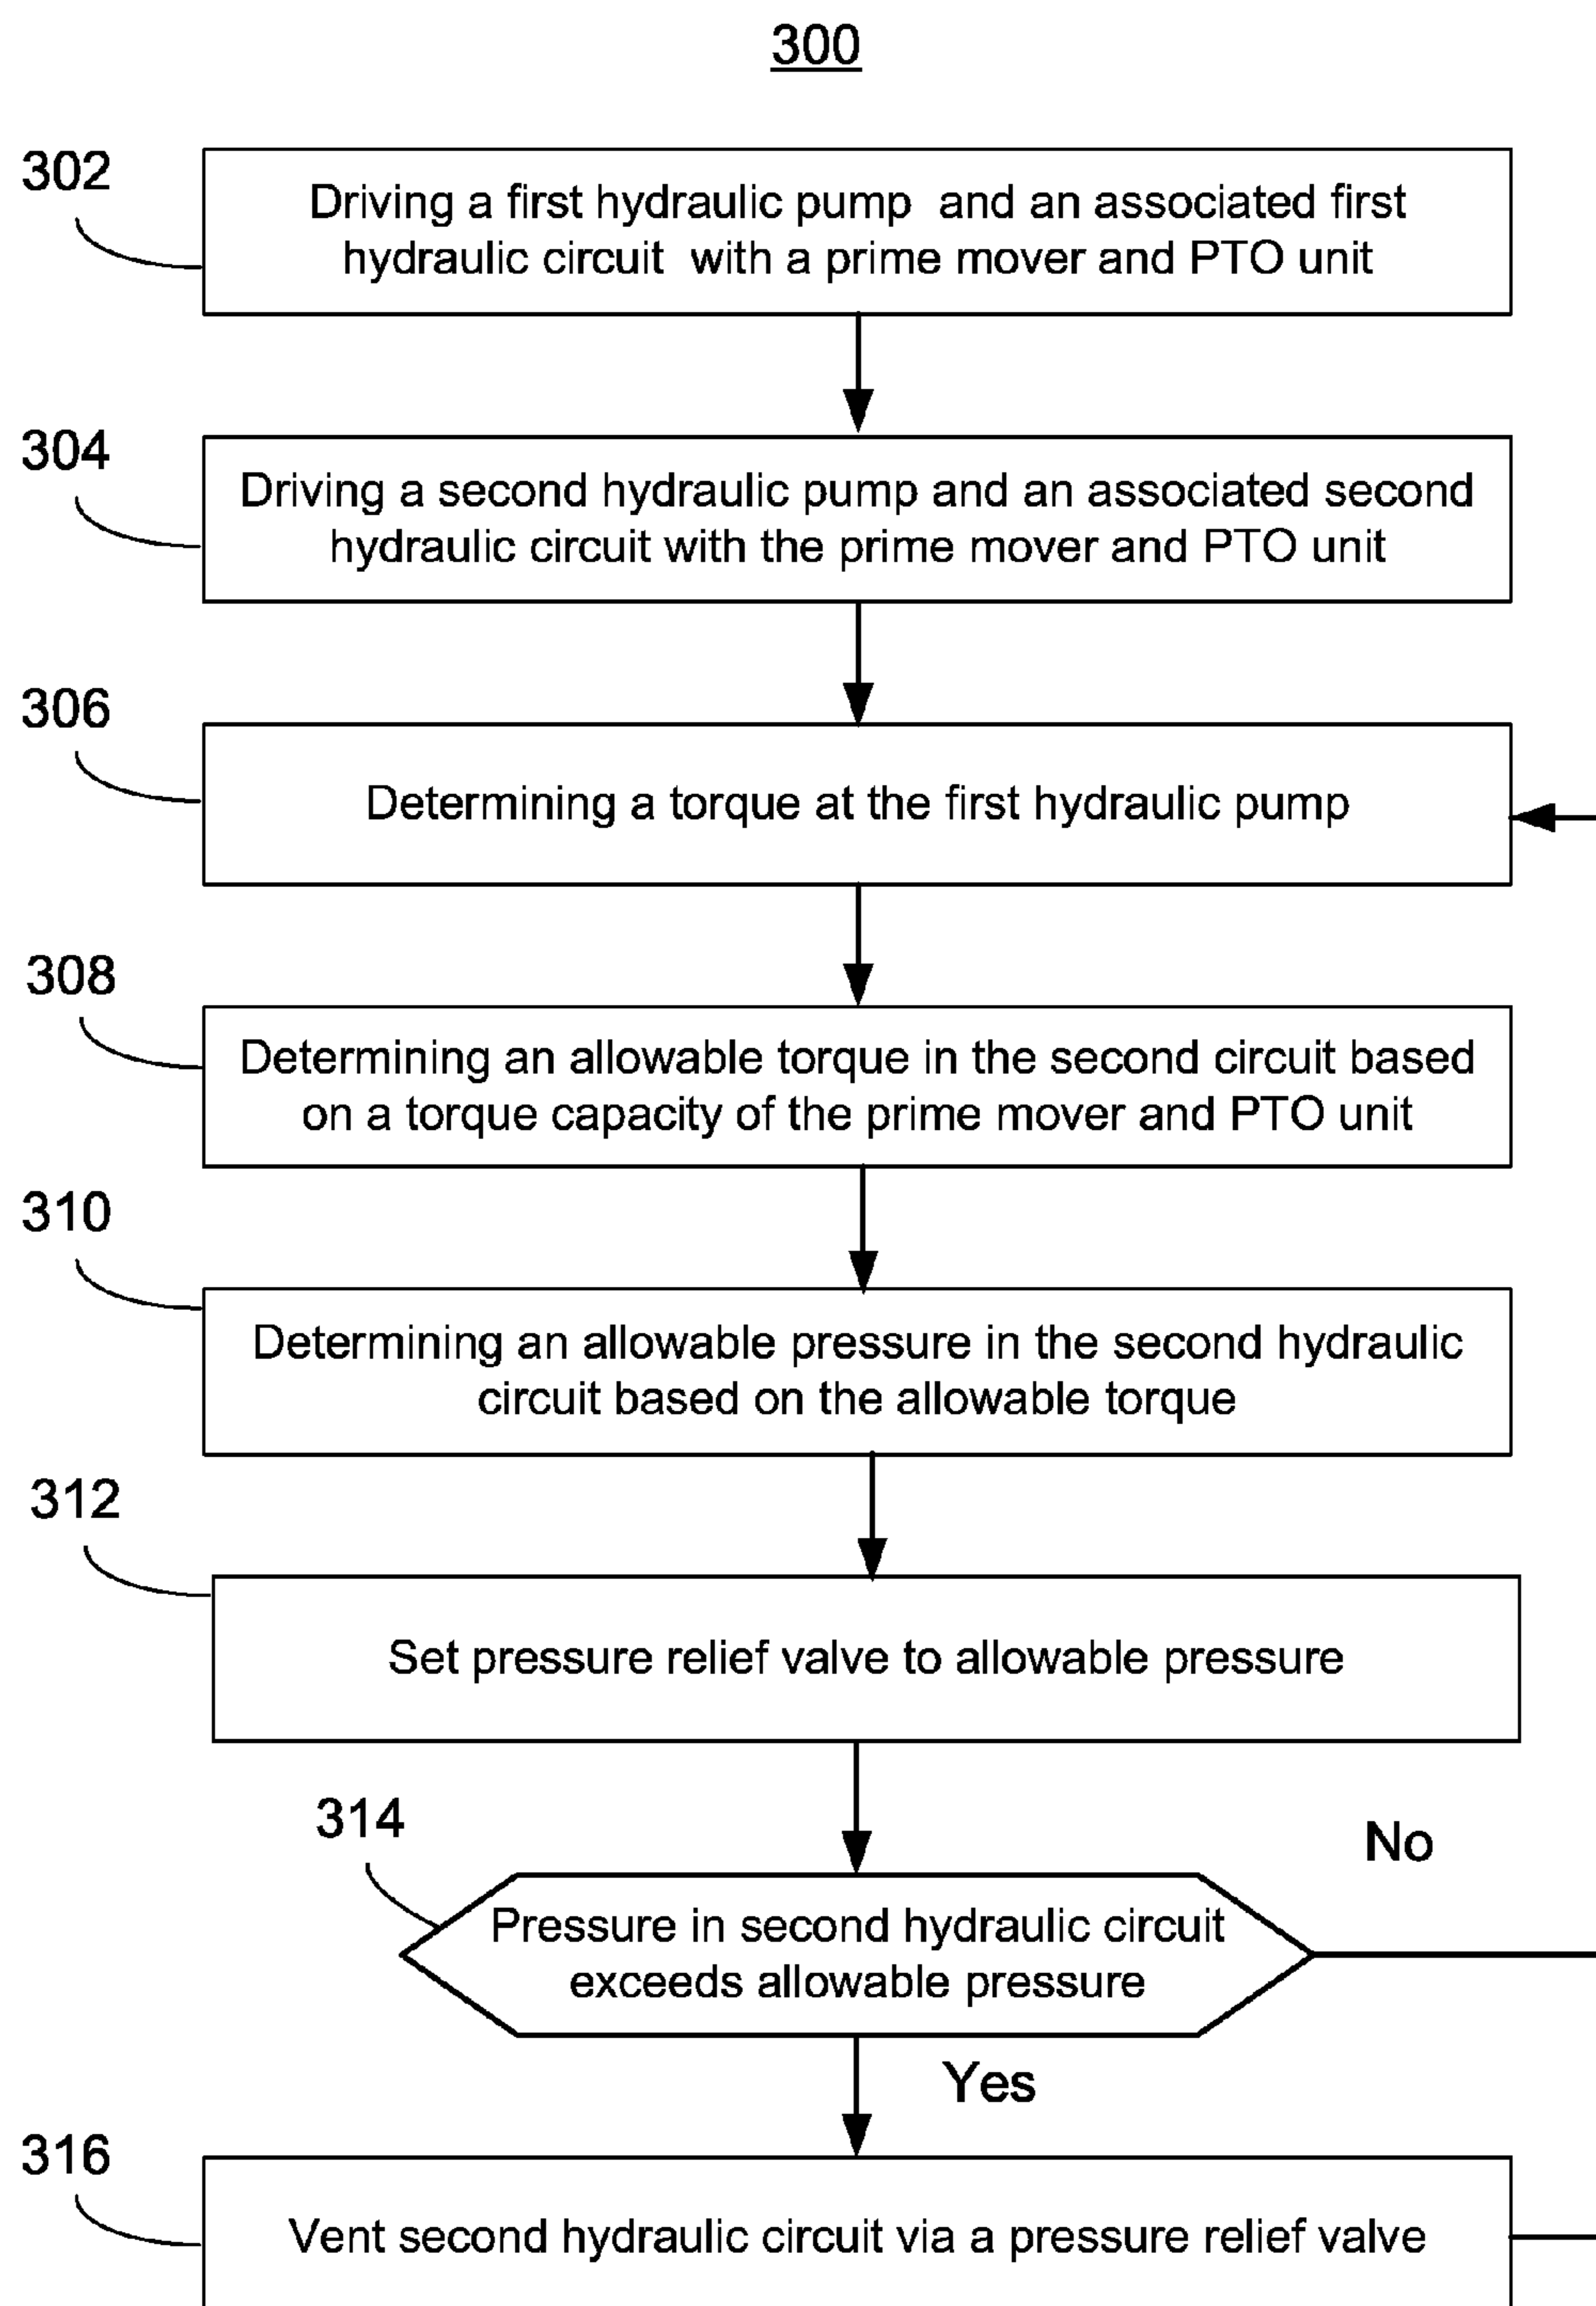 300
302
Driving a first hydraulic pump and an associated first
hydraulic circuit with a prime mover and PTO unit
304
Driving a second hydraulic pump and an associated second
hydraulic circuit with the prime mover and PTO unit
306
Determining a torque at the first hydraulic pump
308
Determining an allowable torque in the second circuit based
on a torque capacity of the prime mover and PTO unit
310
Determining an allowable pressure in the second hydraulic
circuit based on the allowable torque
312
Set pressure relief valve to allowable pressure
314
No
Pressure in second hydraulic circuit
exceeds allowable pressure
Yes
316
Vent second hydraulic circuit via a pressure relief valve